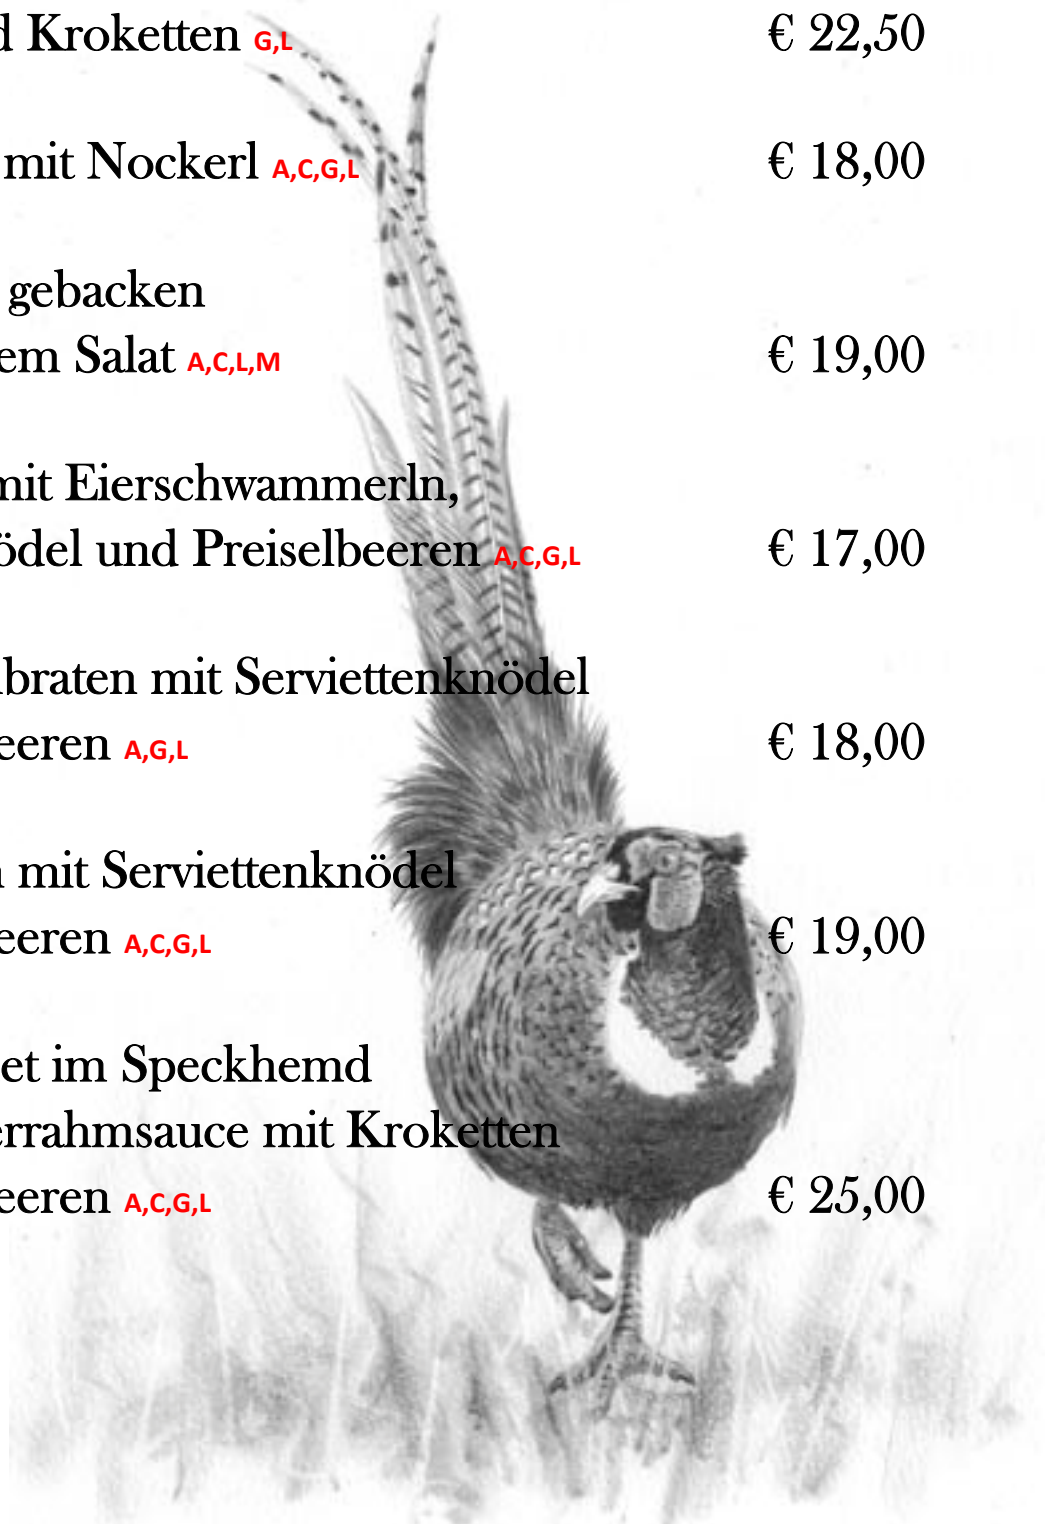 d Kroketten G,L € 22,50
mit Nockerl A,C,G,L € 18,00
gebacken
em Salat A,C,L,M € 19,00
mit Eierschwammerln,
ödel und Preiselbeeren A,C,G,L € 17,00
braten mit Serviettenknödel
eeren A,G,L € 18,00
mit Serviettenknödel
eeren A,C,G,L € 19,00
et im Speckhemd
errahmsauce mit Kroketten
eeren A,C,G,L € 25,00